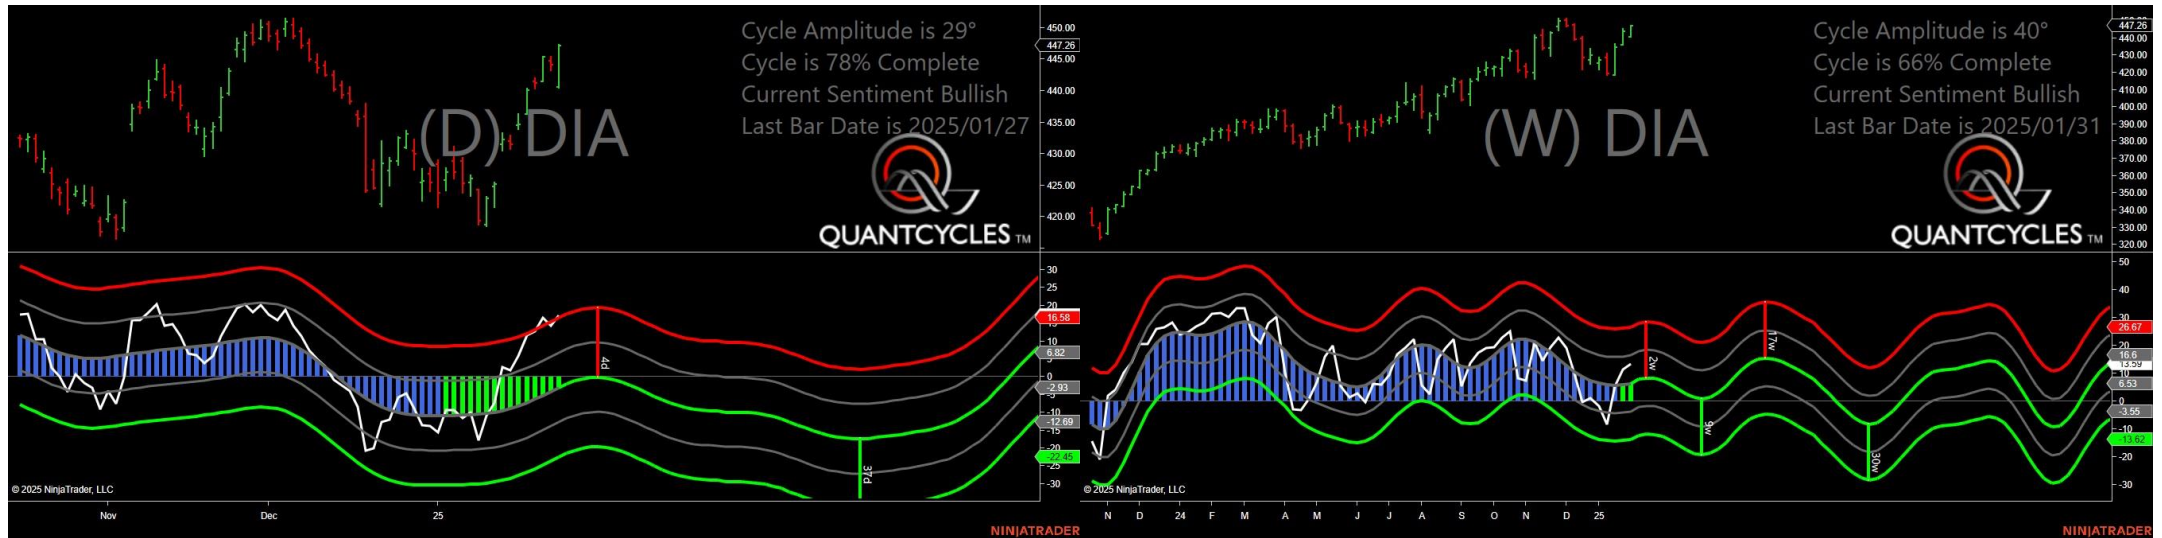 Cycle Amplitude is 29°
Cycle is 78% Complete
Current Sentiment Bullish
Last Bar Date is 2025/01/27
(D) DIA
QUANTCYCLES TM
450.00
447.26
445.00
440.00
435.00
430.00
425.00
420.00
30
25
20
16.58
10
6.82
0
-2.93
-5
-10
-12.69
-15
-20
-22.45
-25
-30
4d
37d
© 2025 NinjaTrader, LLC
Nov
Dec
25
NINJATRADER
Cycle Amplitude is 40°
Cycle is 66% Complete
Current Sentiment Bullish
Last Bar Date is 2025/01/31
(W) DIA
QUANTCYCLES TM
447.26
440.00
430.00
420.00
410.00
400.00
390.00
380.00
370.00
360.00
350.00
340.00
330.00
320.00
50
40
30
26.67
20
16.6
13.59
10
6.53
0
-3.55
-10
-13.62
-20
-30
2w
9w
17w
30w
© 2025 NinjaTrader, LLC
N D 24 F M A M J J A S O N D 25
NINJATRADER